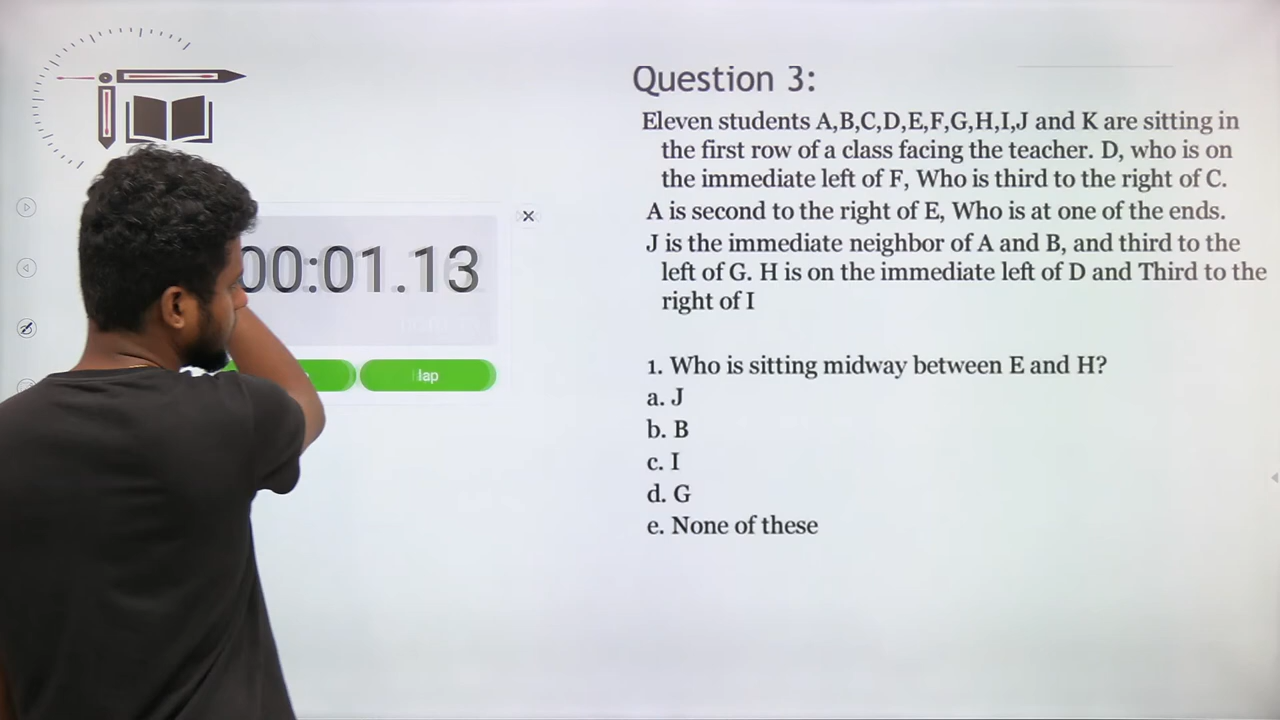 Question 3:
Eleven students A,B,C,D,E,F,G,H,I,J and K are sitting in
the first row of a class facing the teacher. D, who is on
the immediate left of F, Who is third to the right of C.
A is second to the right of E, Who is at one of the ends.
J is the immediate neighbor of A and B, and third to the
left of G. H is on the immediate left of D and Third to the
right of I
00:01.13
lap
1. Who is sitting midway between E and H?
a. J
b. B
c. I
d. G
e. None of these